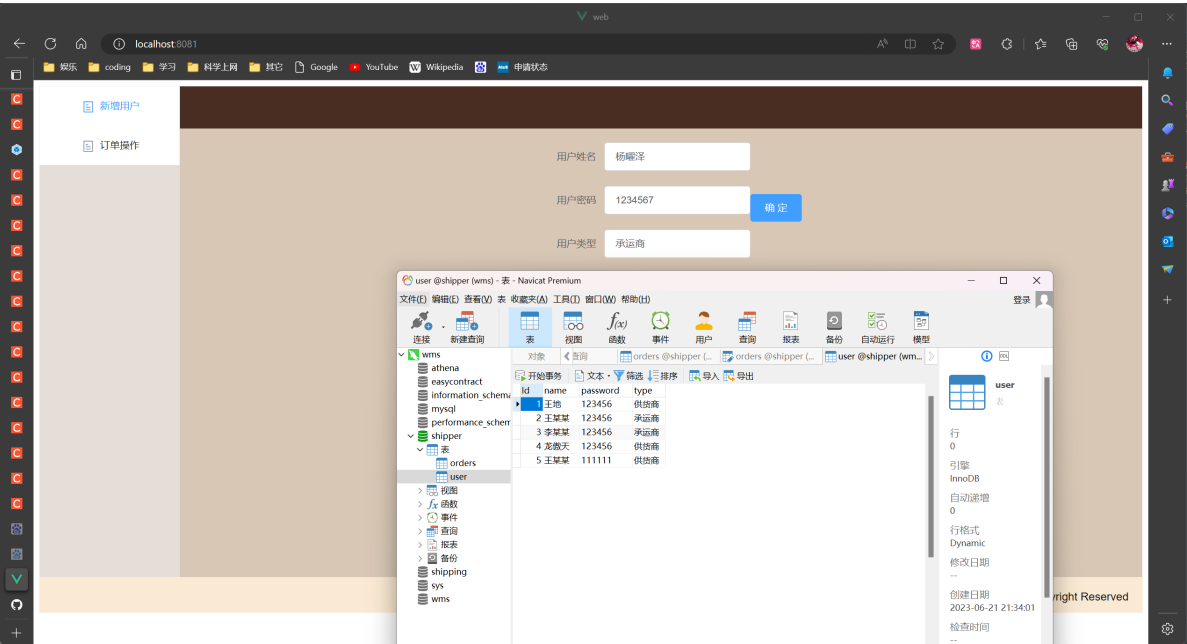 web
localhost:8081
娱乐 coding 学习 科学上网 其它 Google YouTube Wikipedia 申请状态
新增用户
订单操作
用户姓名 杨曜泽
用户密码 1234567
确定
用户类型 承运商
user @shipper (wms) - 表 - Navicat Premium
文件(F) 编辑(E) 查看(V) 表 收藏夹(A) 工具(T) 窗口(W) 帮助(H) 登录
连接 新建查询 表 视图 函数 事件 用户 查询 报表 备份 自动运行 模型
wms
athena
easycontract
information_schema
mysql
performance_schem
shipper
表
orders
user
视图
函数
事件
查询
报表
备份
shipping
sys
wms
对象 查询 orders @shipper (... orders @shipper (... user @shipper (wm...
开始事务 文本 筛选 排序 导入 导出
id name password type
1 王地 123456 供货商
2 王某某 123456 承运商
3 李某某 123456 承运商
4 龙傲天 123456 供货商
5 王某某 111111 供货商
DDL
user
表
行
0
引擎
InnoDB
自动递增
0
行格式
Dynamic
修改日期
--
创建日期
2023-06-21 21:34:01
检查时间
--
right Reserved